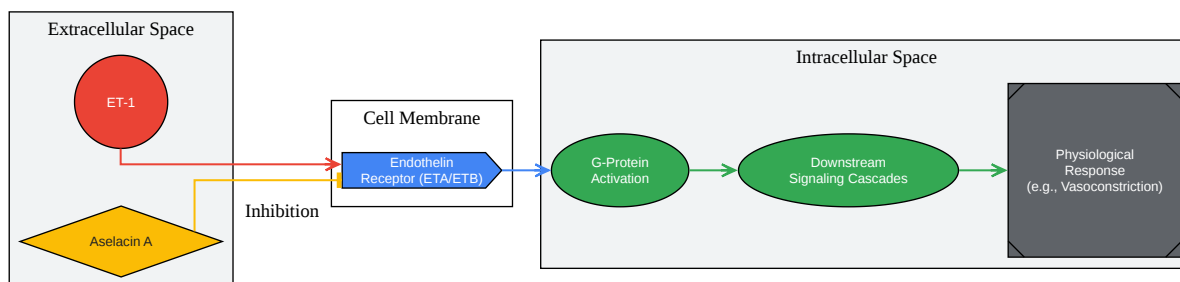 Extracellular Space
ET-1
Aselacin A
Inhibition
Cell Membrane
Endothelin
Receptor (ETA/ETB)
Intracellular Space
G-Protein
Activation
Downstream
Signaling Cascades
Physiological
Response
(e.g., Vasoconstriction)